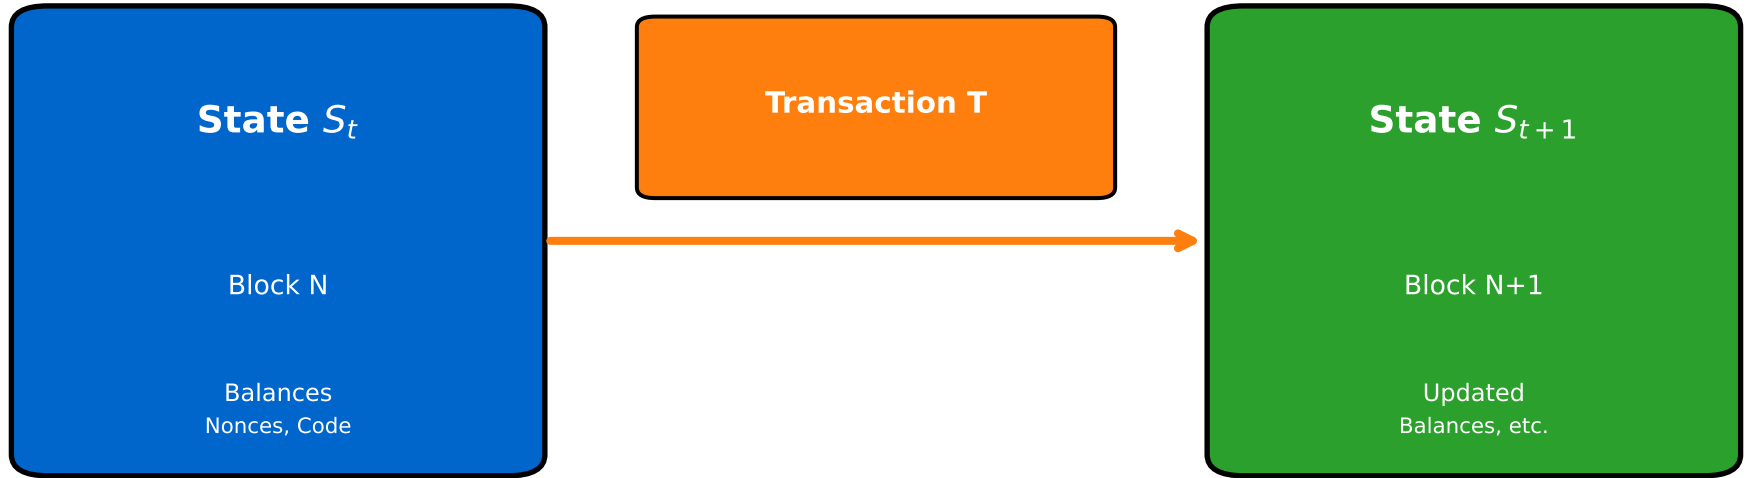 State S_t
Block N
Balances
Nonces, Code
Transaction T
State S_{t+1}
Block N+1
Updated
Balances, etc.